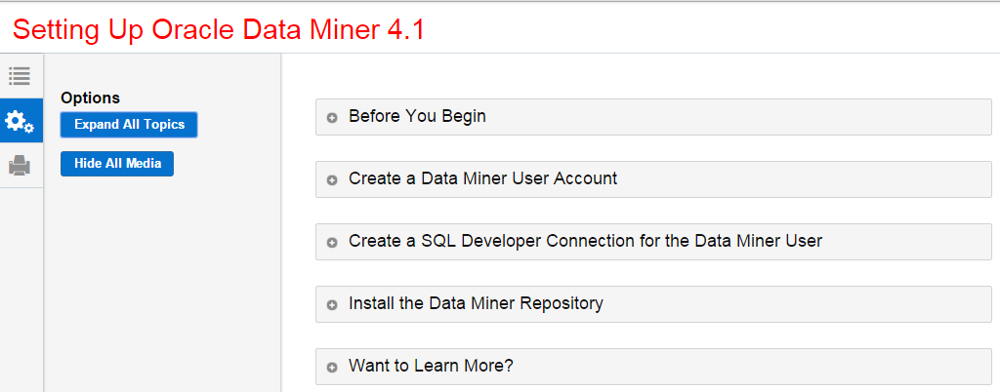 Setting Up Oracle Data Miner 4.1
Options
Expand All Topics
Hide All Media
Before You Begin
Create a Data Miner User Account
Create a SQL Developer Connection for the Data Miner User
Install the Data Miner Repository
Want to Learn More?